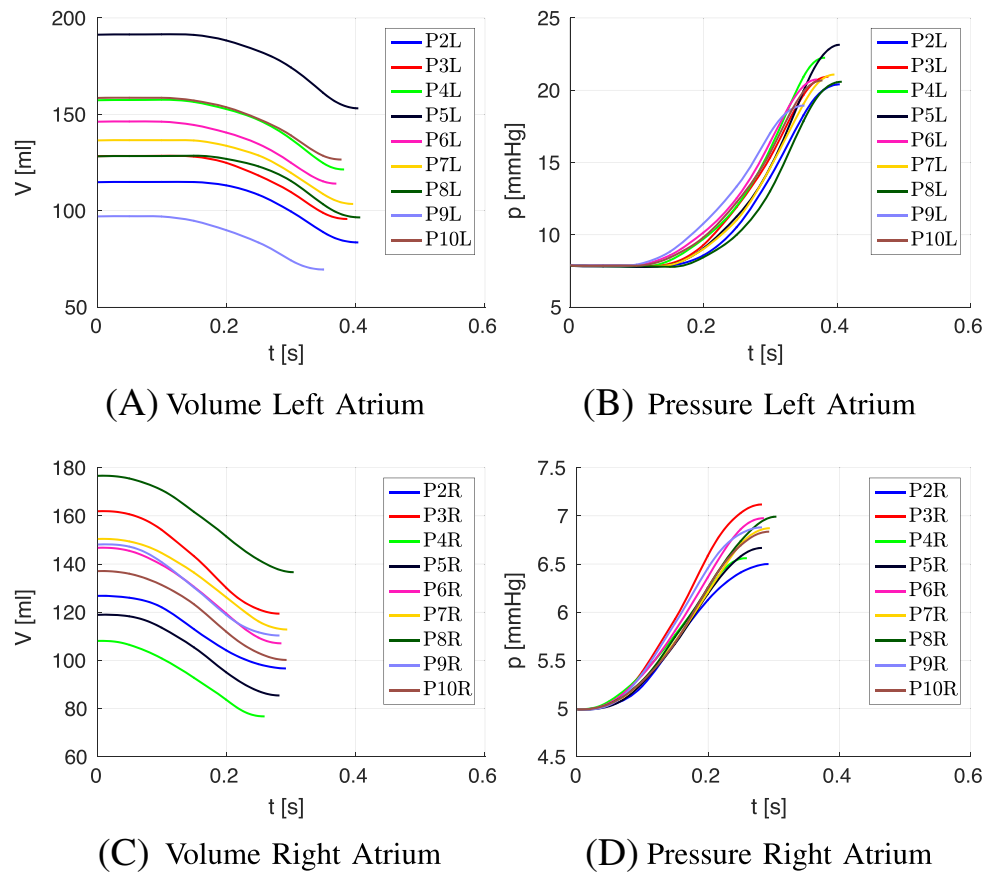 200
150
100
50
V [ml]
0
0.2
0.4
0.6
t [s]
P2L
P3L
P4L
P5L
P6L
P7L
P8L
P9L
P10L
(A) Volume Left Atrium
25
20
15
10
5
p [mmHg]
0
0.2
0.4
0.6
t [s]
P2L
P3L
P4L
P5L
P6L
P7L
P8L
P9L
P10L
(B) Pressure Left Atrium
180
160
140
120
100
80
60
V [ml]
0
0.2
0.4
0.6
t [s]
P2R
P3R
P4R
P5R
P6R
P7R
P8R
P9R
P10R
(C) Volume Right Atrium
7.5
7
6.5
6
5.5
5
4.5
p [mmHg]
0
0.2
0.4
0.6
t [s]
P2R
P3R
P4R
P5R
P6R
P7R
P8R
P9R
P10R
(D) Pressure Right Atrium